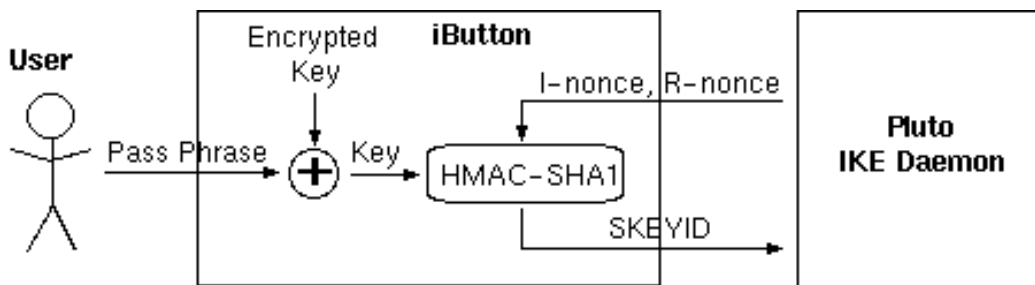 User
Encrypted
Key
iButton
I-nonce, R-nonce
Pluto
IKE Daemon
Pass Phrase
Key
HMAC-SHA1
SKEYID